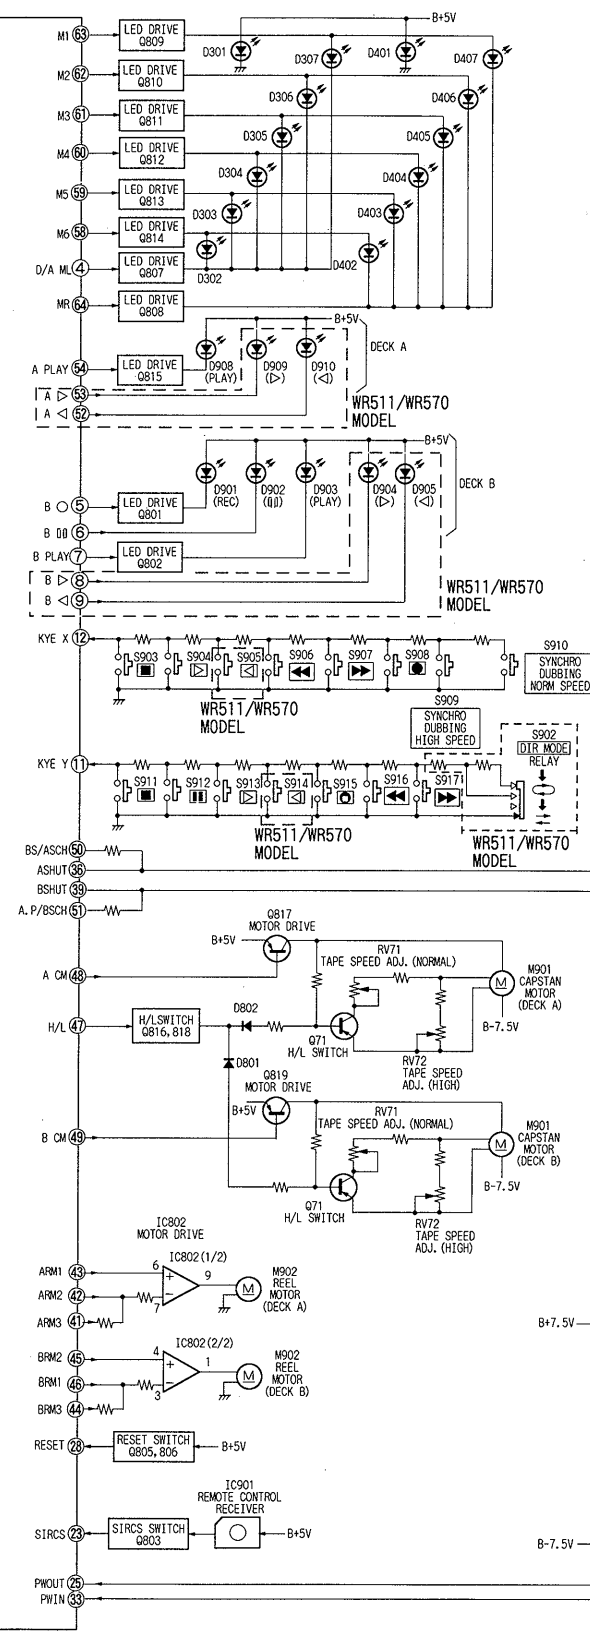 B+5V
M1 63 LED DRIVE
Q809
D301 D307 D401 D407
M2 62 LED DRIVE
Q810
D306 D406
M3 61 LED DRIVE
Q811
D305 D405
M4 60 LED DRIVE
Q812
D304 D404
M5 59 LED DRIVE
Q813
D303 D403
M6 58 LED DRIVE
Q814
D302 D402
D/A ML 4 LED DRIVE
Q807
MR 64 LED DRIVE
Q808
B+5V
DECK A
A PLAY 54 LED DRIVE
Q815
D908 D909 D910
(PLAY) (▷) (◁)
A ▷ 53
A ◁ 52
WR511/WR570
MODEL
B+5V
DECK B
D901 D902 D903 D904 D905
(REC) (▯▯) (PLAY) (▷) (◁)
B ○ 5 LED DRIVE
Q801
B ▯▯ 6
B PLAY 7 LED DRIVE
Q802
B ▷ 8
B ◁ 9
WR511/WR570
MODEL
KYE X 12
S903 S904 S905 S906 S907 S908
S910
SYNCHRO
DUBBING
NORM SPEED
WR511/WR570
MODEL
S909
SYNCHRO
DUBBING
HIGH SPEED
S902
DIR MODE
RELAY
KYE Y 11
S911 S912 S913 S914 S915 S916 S917
WR511/WR570
MODEL
WR511/WR570
MODEL
BS/ASCH 50
ASHUT 36
BSHUT 39
A.P/BSCH 51
Q817
MOTOR DRIVE
B+5V
RV71
TAPE SPEED ADJ. (NORMAL)
A CM 48
M901
CAPSTAN
MOTOR
(DECK A)
M
H/L 47 H/LSWITCH
Q816,818
D802
Q71
H/L SWITCH
B-7.5V
RV72
TAPE SPEED
ADJ. (HIGH)
D801
Q819
MOTOR DRIVE
B+5V
RV71
TAPE SPEED ADJ. (NORMAL)
B CM 49
M901
CAPSTAN
MOTOR
(DECK B)
M
B-7.5V
Q71
H/L SWITCH
RV72
TAPE SPEED
ADJ. (HIGH)
IC802
MOTOR DRIVE
IC802(1/2)
ARM1 43 6 + 9
ARM2 42 7 -
ARM3 41
M
M902
REEL
MOTOR
(DECK A)
B+7.5V
IC802(2/2)
BRM2 45 4 + 1
BRM1 46 3 -
BRM3 44
M
M902
REEL
MOTOR
(DECK B)
RESET 28 RESET SWITCH
Q805,806
B+5V
IC901
REMOTE CONTROL
RECEIVER
SIRCS 23 SIRCS SWITCH
Q803
B+5V
B-7.5V
PWOUT 25
PWIN 33